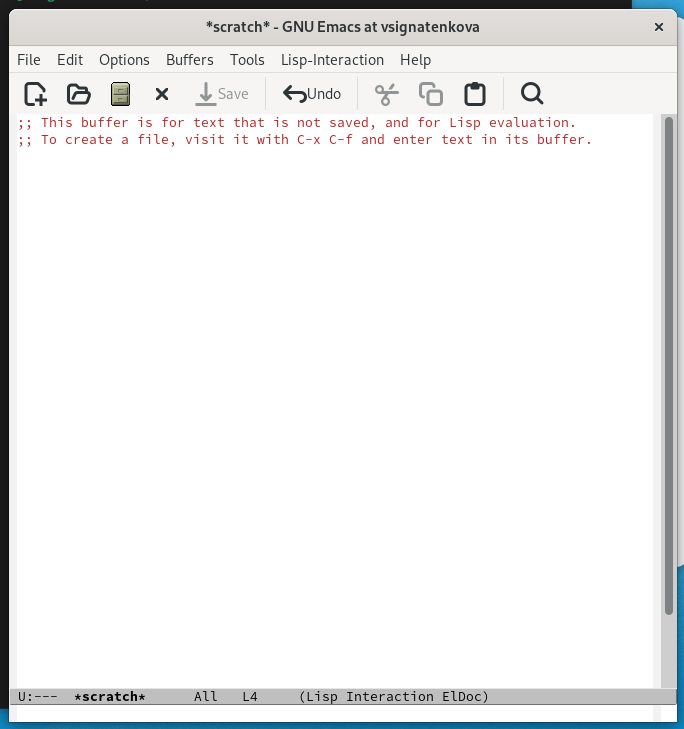 *scratch* - GNU Emacs at vsignatenkova
File Edit Options Buffers Tools Lisp-Interaction Help
Save Undo
;; This buffer is for text that is not saved, and for Lisp evaluation.
;; To create a file, visit it with C-x C-f and enter text in its buffer.
U:--- *scratch* All L4 (Lisp Interaction ElDoc)